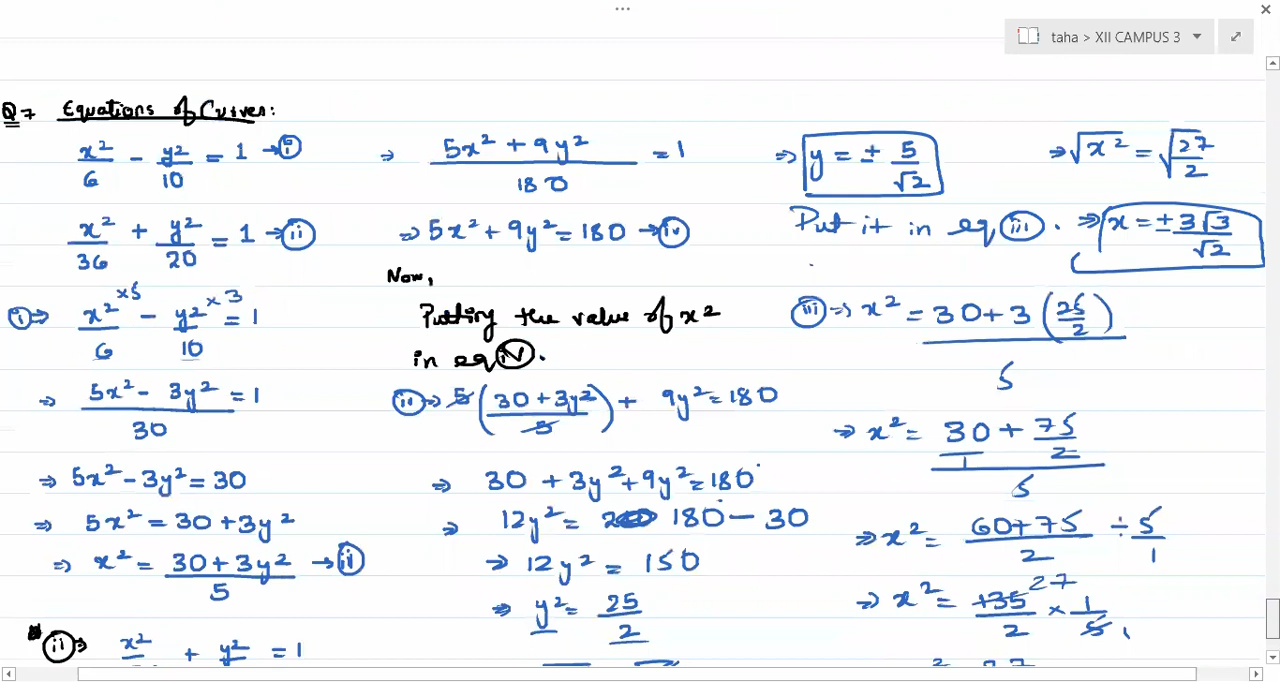 taha > XII CAMPUS 3
Q7 Equations of Curves:
x²/6 - y²/10 = 1 → (i)
x²/36 + y²/20 = 1 → (ii)
(i) ⇒ x²×5/6 - y²×3/10 = 1
⇒ 5x² - 3y²/30 = 1
⇒ 5x² - 3y² = 30
⇒ 5x² = 30 + 3y²
⇒ x² = 30 + 3y²/5 → (iii)
(ii) ⇒ x² + y² = 1
⇒ 5x² + 9y²/180 = 1
⇒ 5x² + 9y² = 180 → (iv)
Now,
Putting the value of x²
in eq (iv).
⇒ 5(30 + 3y²/5) + 9y² = 180
⇒ 30 + 3y² + 9y² = 180
⇒ 12y² = 180 - 30
⇒ 12y² = 150
⇒ y² = 25/2
⇒ y = ± 5/√2
Put it in eq (iii).
(iii) ⇒ x² = 30 + 3(25/2)/5
⇒ x² = 30/1 + 75/2/5
⇒ x² = 60 + 75/2 ÷ 5/1
⇒ x² = 135 27/2 × 1/5 1
⇒ √x² = √27/2
⇒ x = ± 3√3/√2